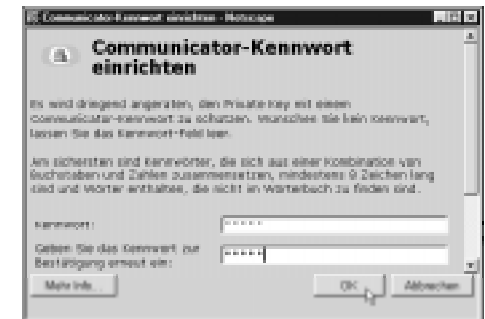 Communicator-Kennwort einrichten - Netscape
Communicator-Kennwort
einrichten
Es wird dringend angeraten, den Private Key mit einem
Communicator-Kennwort zu schützen. Wünschen Sie kein Kennwort,
lassen Sie das Kennwort-Feld leer.
Am sichersten sind Kennwörter, die sich aus einer Kombination von
Buchstaben und Zahlen zusammensetzen, mindestens 8 Zeichen lang
sind und Wörter enthalten, die nicht im Wörterbuch zu finden sind.
Kennwort: *****
Geben Sie das Kennwort zur
Bestätigung erneut ein: *****
Mehr Info... OK Abbrechen